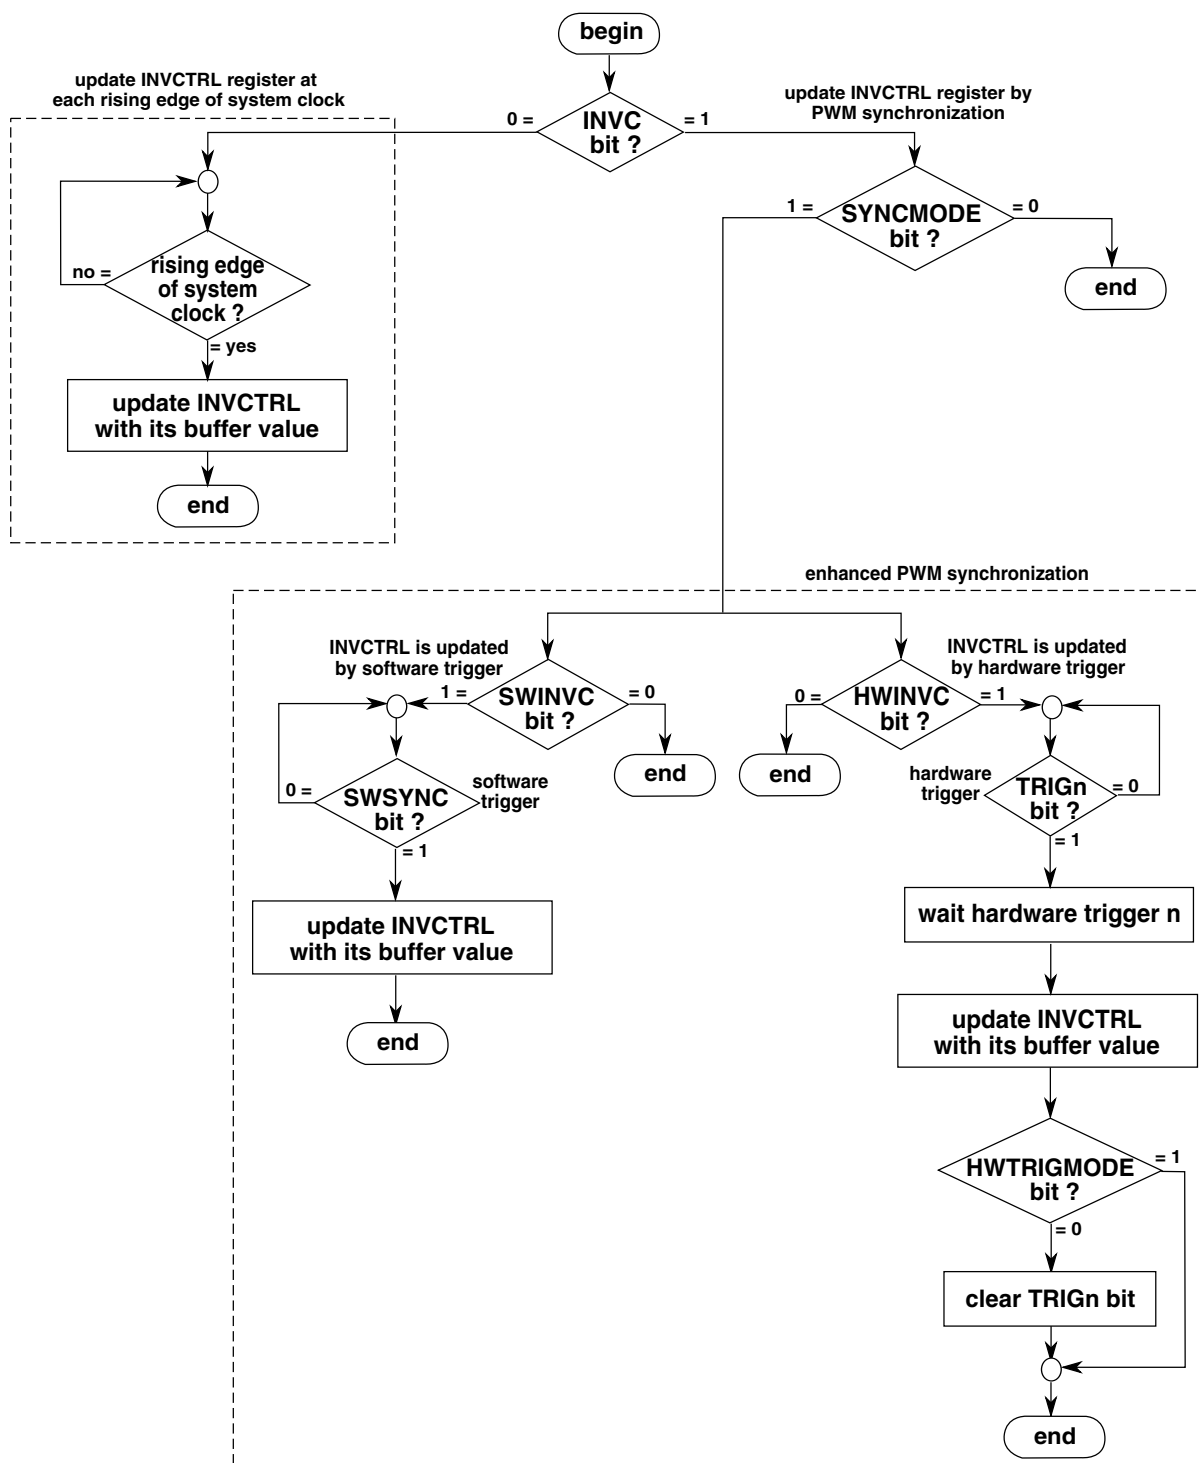 begin
update INVCTRL register at
each rising edge of system clock
update INVCTRL register by
PWM synchronization
0 =
INVC
bit ?
= 1
1 =
SYNCMODE
bit ?
= 0
end
no =
rising edge
of system
clock ?
= yes
update INVCTRL
with its buffer value
end
enhanced PWM synchronization
INVCTRL is updated
by software trigger
INVCTRL is updated
by hardware trigger
1 =
SWINVC
bit ?
= 0
end
0 =
HWINVC
bit ?
= 1
end
0 =
SWSYNC
bit ?
software
trigger
= 1
hardware
trigger
TRIGn
bit ?
= 0
= 1
update INVCTRL
with its buffer value
end
wait hardware trigger n
update INVCTRL
with its buffer value
HWTRIGMODE
bit ?
= 1
= 0
clear TRIGn bit
end